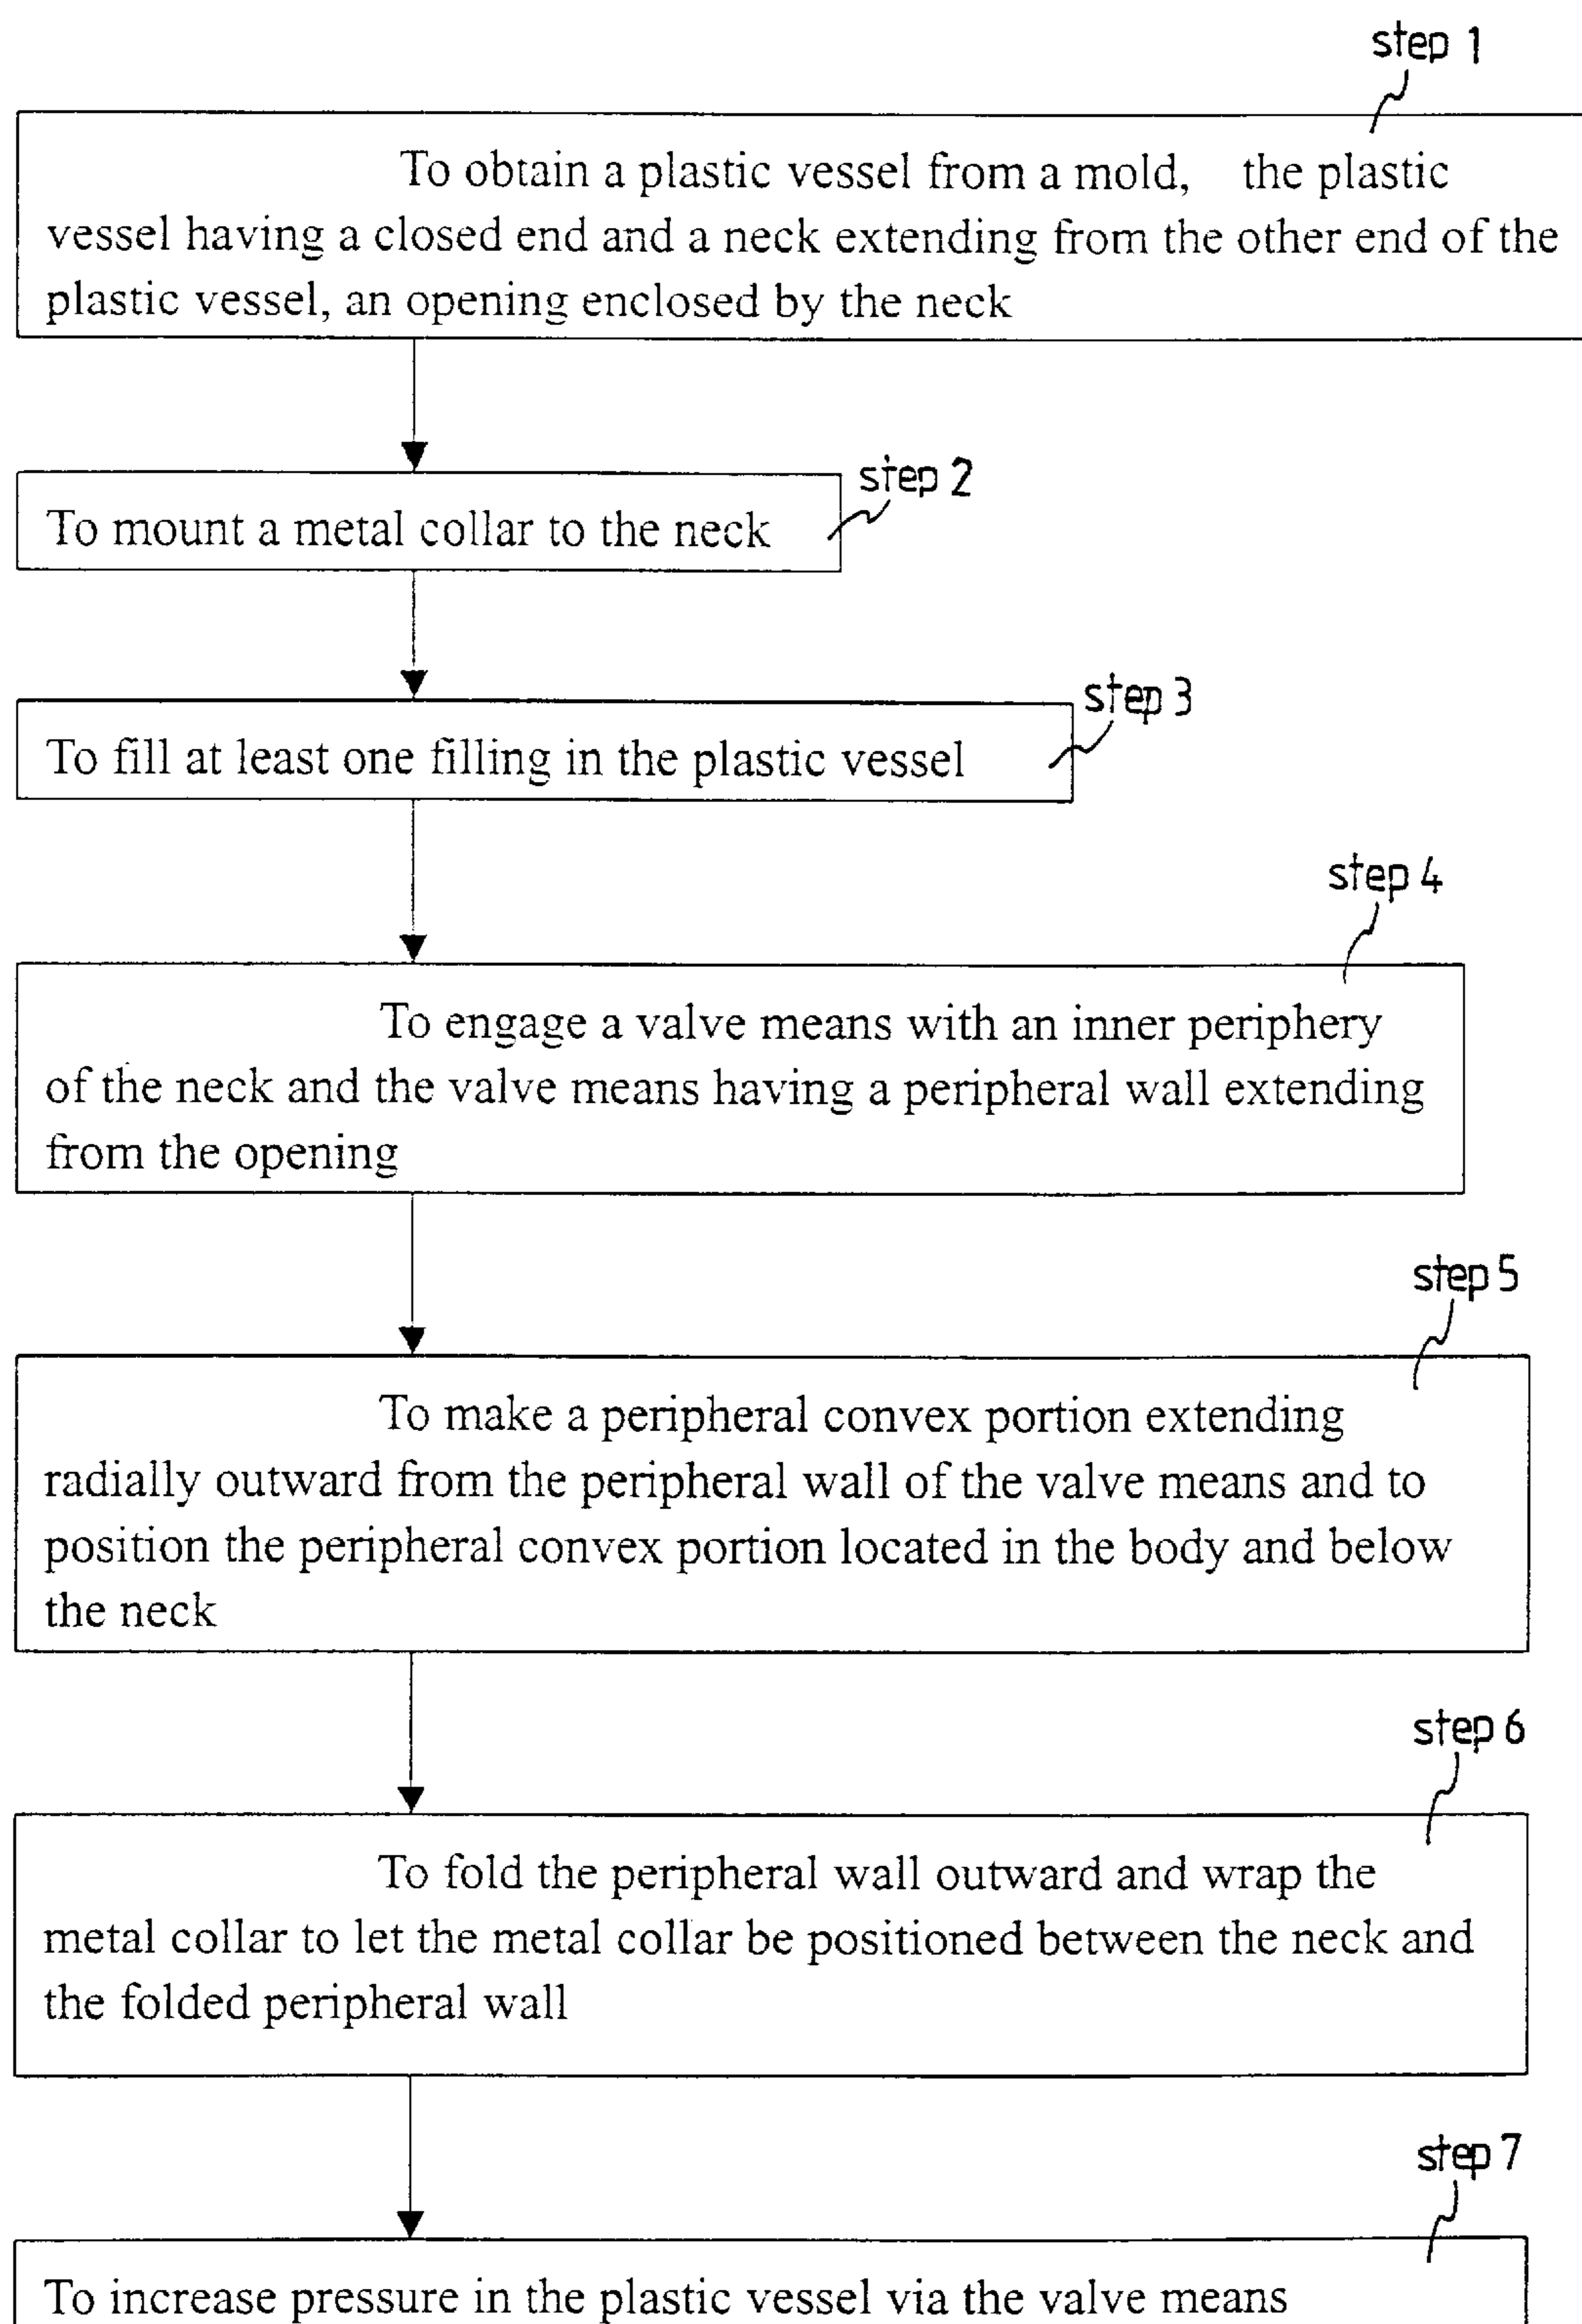 step 1
To obtain a plastic vessel from a mold, the plastic
vessel having a closed end and a neck extending from the other end of the
plastic vessel, an opening enclosed by the neck
step 2
To mount a metal collar to the neck
step 3
To fill at least one filling in the plastic vessel
step 4
To engage a valve means with an inner periphery
of the neck and the valve means having a peripheral wall extending
from the opening
step 5
To make a peripheral convex portion extending
radially outward from the peripheral wall of the valve means and to
position the peripheral convex portion located in the body and below
the neck
step 6
To fold the peripheral wall outward and wrap the
metal collar to let the metal collar be positioned between the neck and
the folded peripheral wall
step 7
To increase pressure in the plastic vessel via the valve means